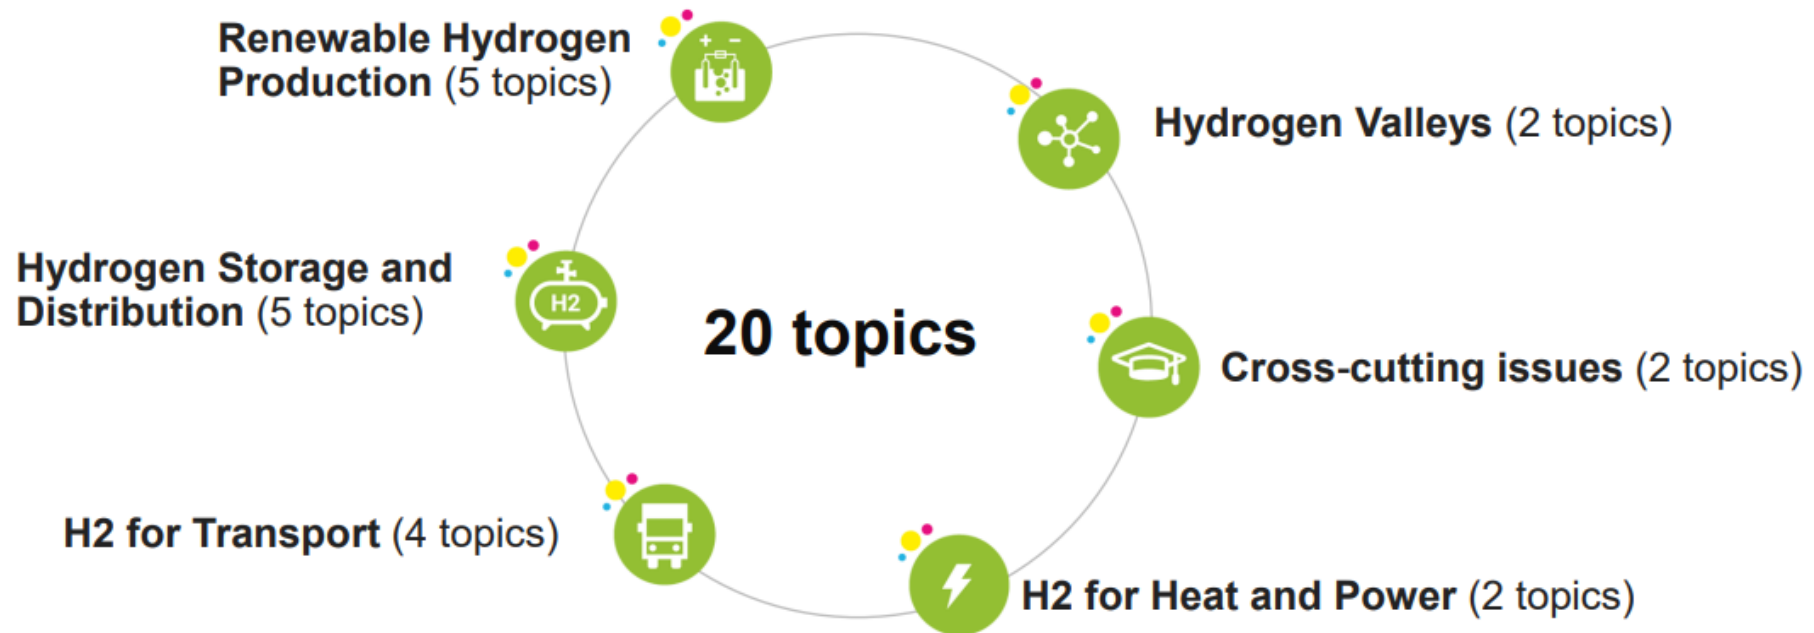 Renewable Hydrogen
Production (5 topics)
+ −
Hydrogen Valleys (2 topics)
Hydrogen Storage and
Distribution (5 topics)
H2
20 topics
Cross-cutting issues (2 topics)
H2 for Transport (4 topics)
H2 for Heat and Power (2 topics)